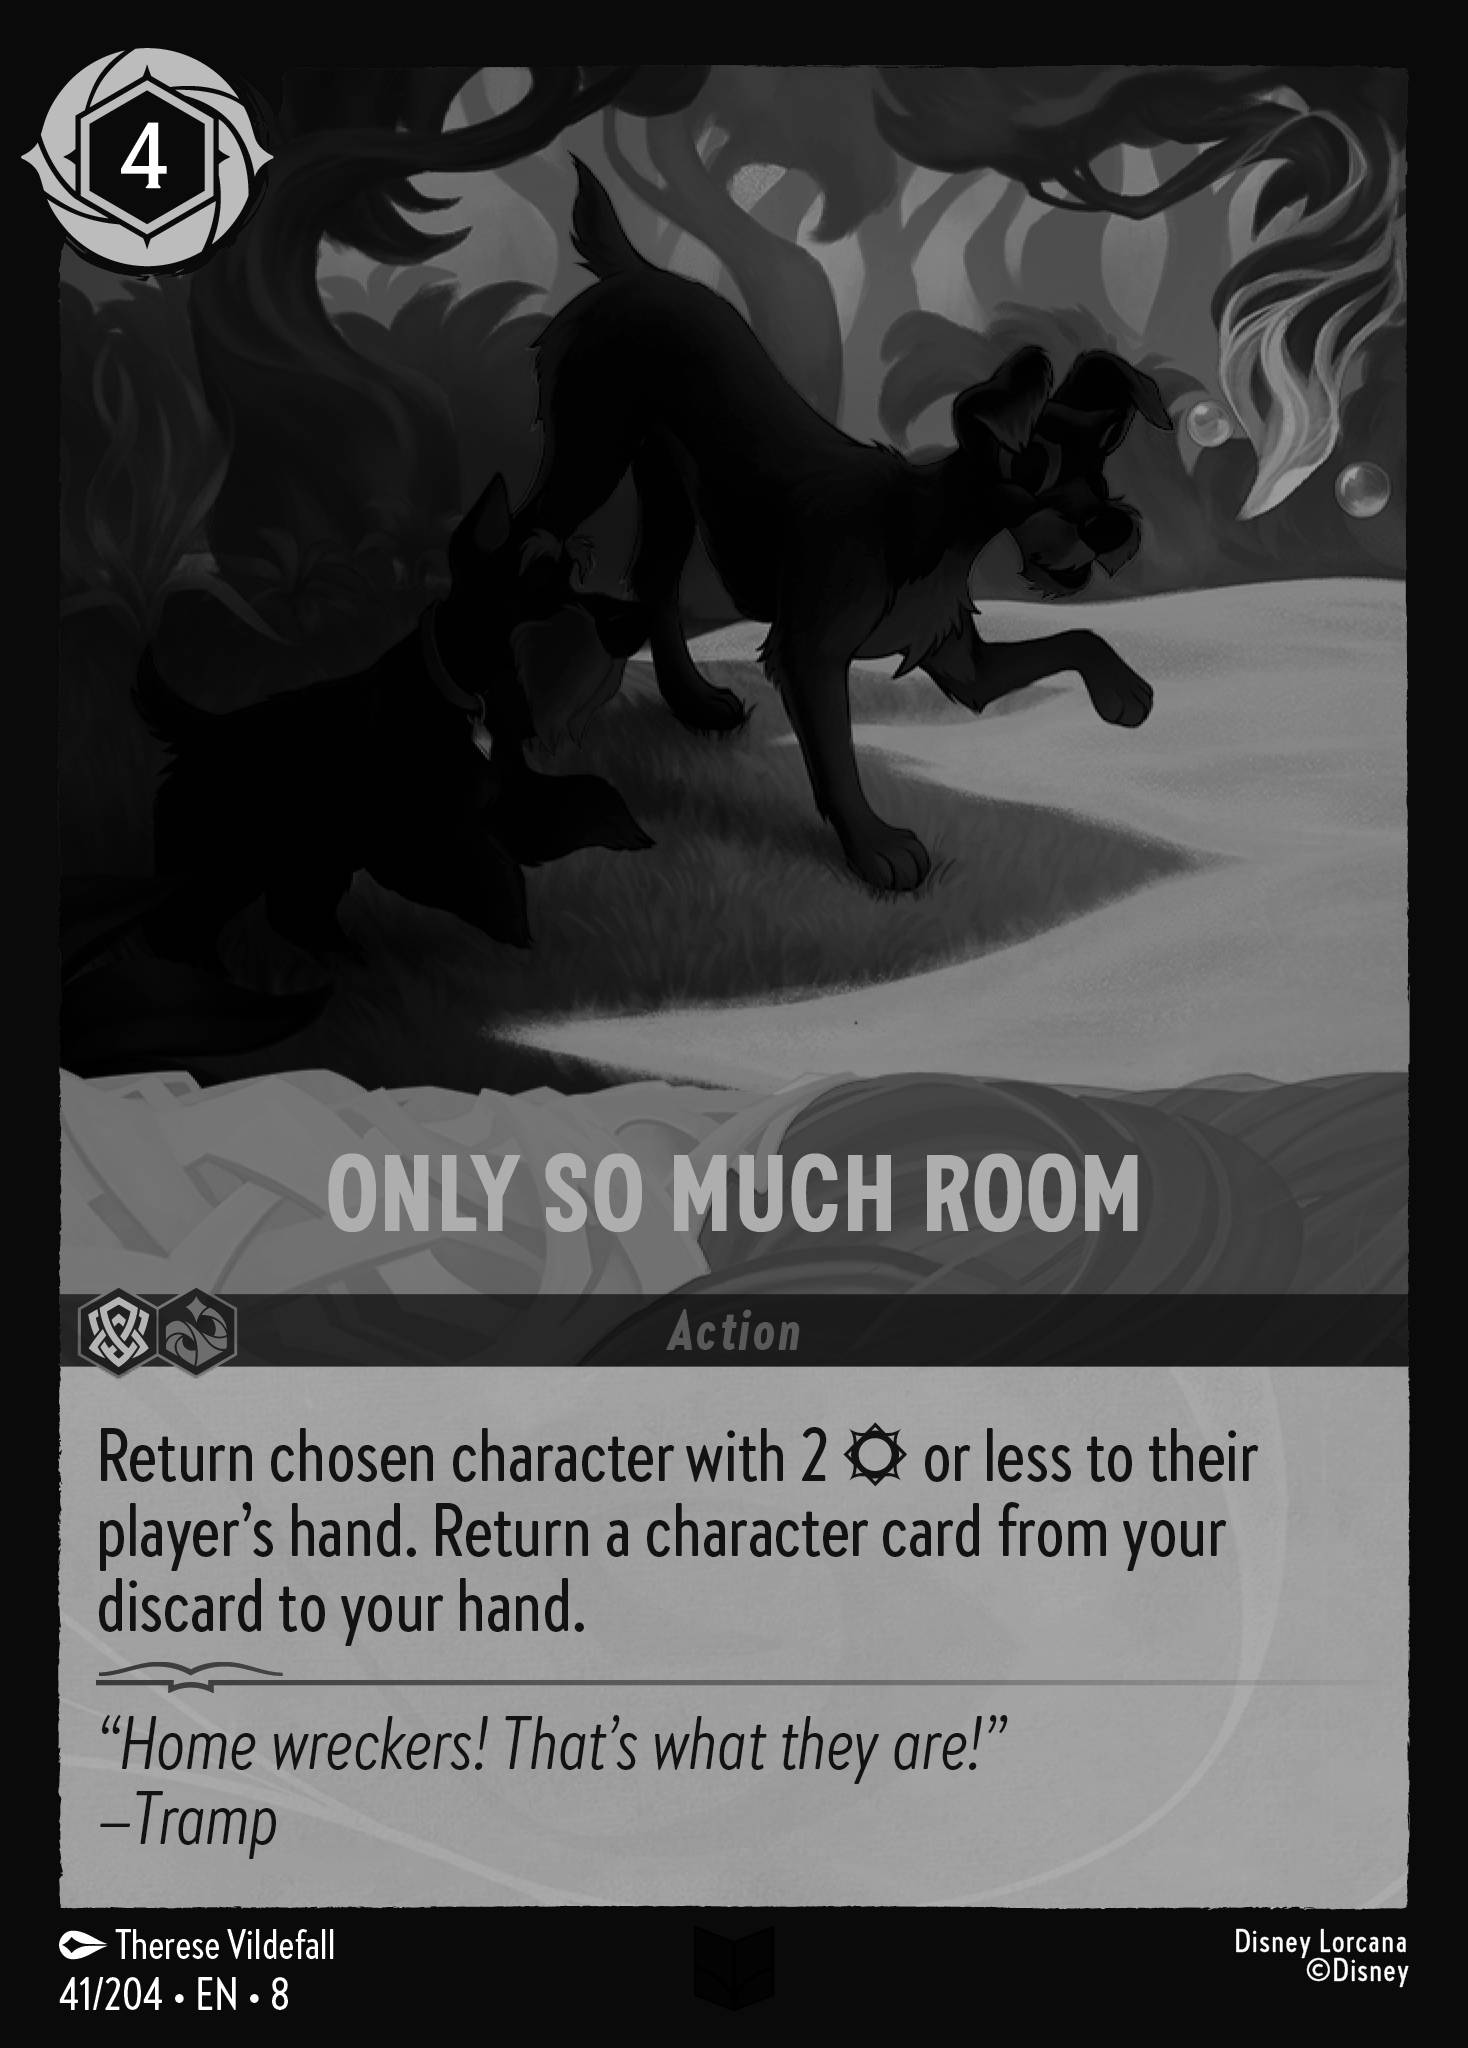 4
ONLY SO MUCH ROOM
Action
Return chosen character with 2 or less to their
player’s hand. Return a character card from your
discard to your hand.
“Home wreckers! That’s what they are!”
–Tramp
Therese Vildefall
41/204 • EN • 8
Disney Lorcana
©Disney